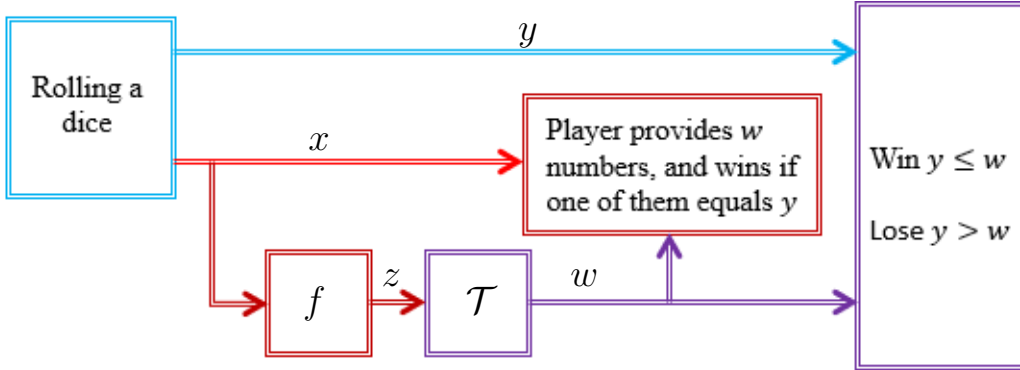 y
Rolling a
dice
x
Player provides w
numbers, and wins if
one of them equals y
Win y ≤ w
Lose y > w
f
z
𝒯
w